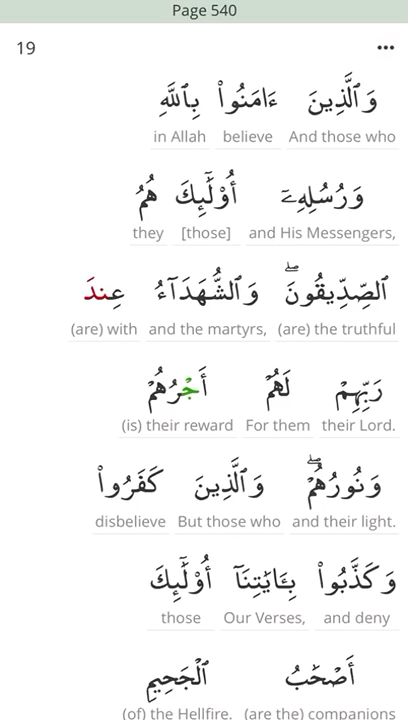 Page 540
19 •••
وَٱلَّذِينَ ءَامَنُوا۟ بِٱللَّهِ
And those who believe in Allah
وَرُسُلِهِۦٓ أُو۟لَـٰٓئِكَ هُمُ
and His Messengers, [those] they
ٱلصِّدِّيقُونَ ۖ وَٱلشُّهَدَآءُ عِندَ
(are) the truthful and the martyrs, (are) with
رَبِّهِمْ لَهُمْ أَجْرُهُمْ
their Lord. For them (is) their reward
وَنُورُهُمْ ۖ وَٱلَّذِينَ كَفَرُوا۟
and their light. But those who disbelieve
وَكَذَّبُوا۟ بِـَٔايَـٰتِنَآ أُو۟لَـٰٓئِكَ
and deny Our Verses, those
أَصْحَـٰبُ ٱلْجَحِيمِ
(are the) companions (of) the Hellfire.